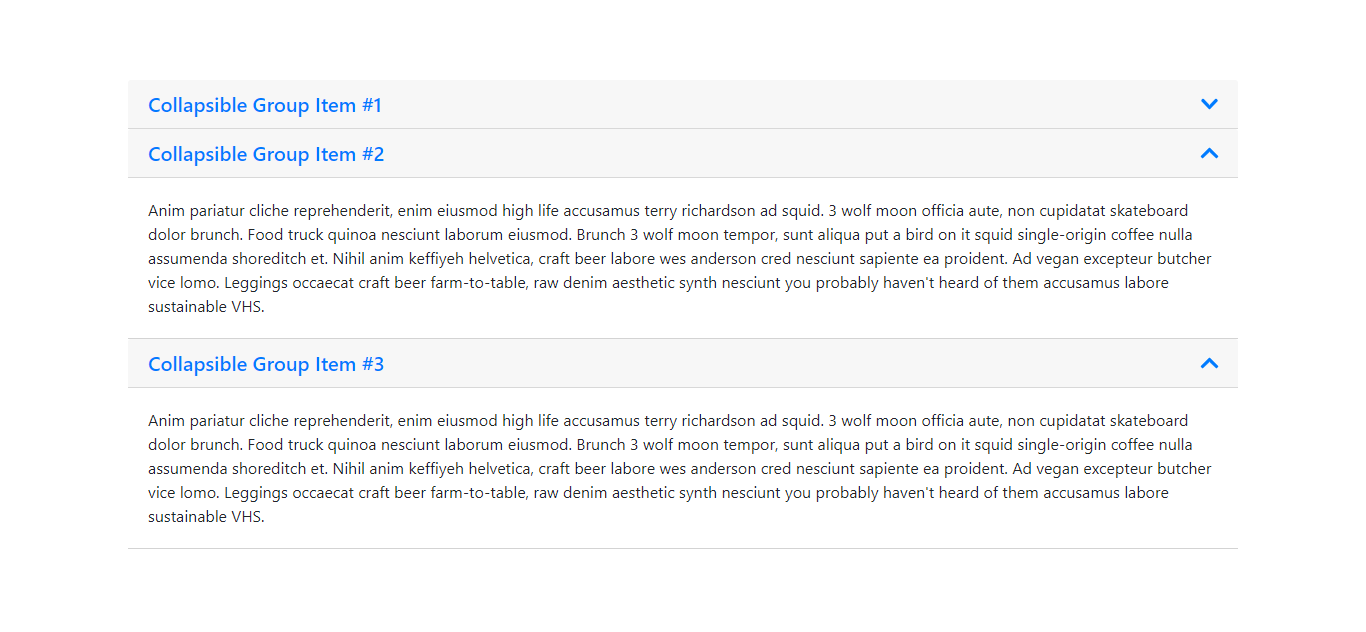 Collapsible Group Item #1
Collapsible Group Item #2
Anim pariatur cliche reprehenderit, enim eiusmod high life accusamus terry richardson ad squid. 3 wolf moon officia aute, non cupidatat skateboard
dolor brunch. Food truck quinoa nesciunt laborum eiusmod. Brunch 3 wolf moon tempor, sunt aliqua put a bird on it squid single-origin coffee nulla
assumenda shoreditch et. Nihil anim keffiyeh helvetica, craft beer labore wes anderson cred nesciunt sapiente ea proident. Ad vegan excepteur butcher
vice lomo. Leggings occaecat craft beer farm-to-table, raw denim aesthetic synth nesciunt you probably haven't heard of them accusamus labore
sustainable VHS.
Collapsible Group Item #3
Anim pariatur cliche reprehenderit, enim eiusmod high life accusamus terry richardson ad squid. 3 wolf moon officia aute, non cupidatat skateboard
dolor brunch. Food truck quinoa nesciunt laborum eiusmod. Brunch 3 wolf moon tempor, sunt aliqua put a bird on it squid single-origin coffee nulla
assumenda shoreditch et. Nihil anim keffiyeh helvetica, craft beer labore wes anderson cred nesciunt sapiente ea proident. Ad vegan excepteur butcher
vice lomo. Leggings occaecat craft beer farm-to-table, raw denim aesthetic synth nesciunt you probably haven't heard of them accusamus labore
sustainable VHS.